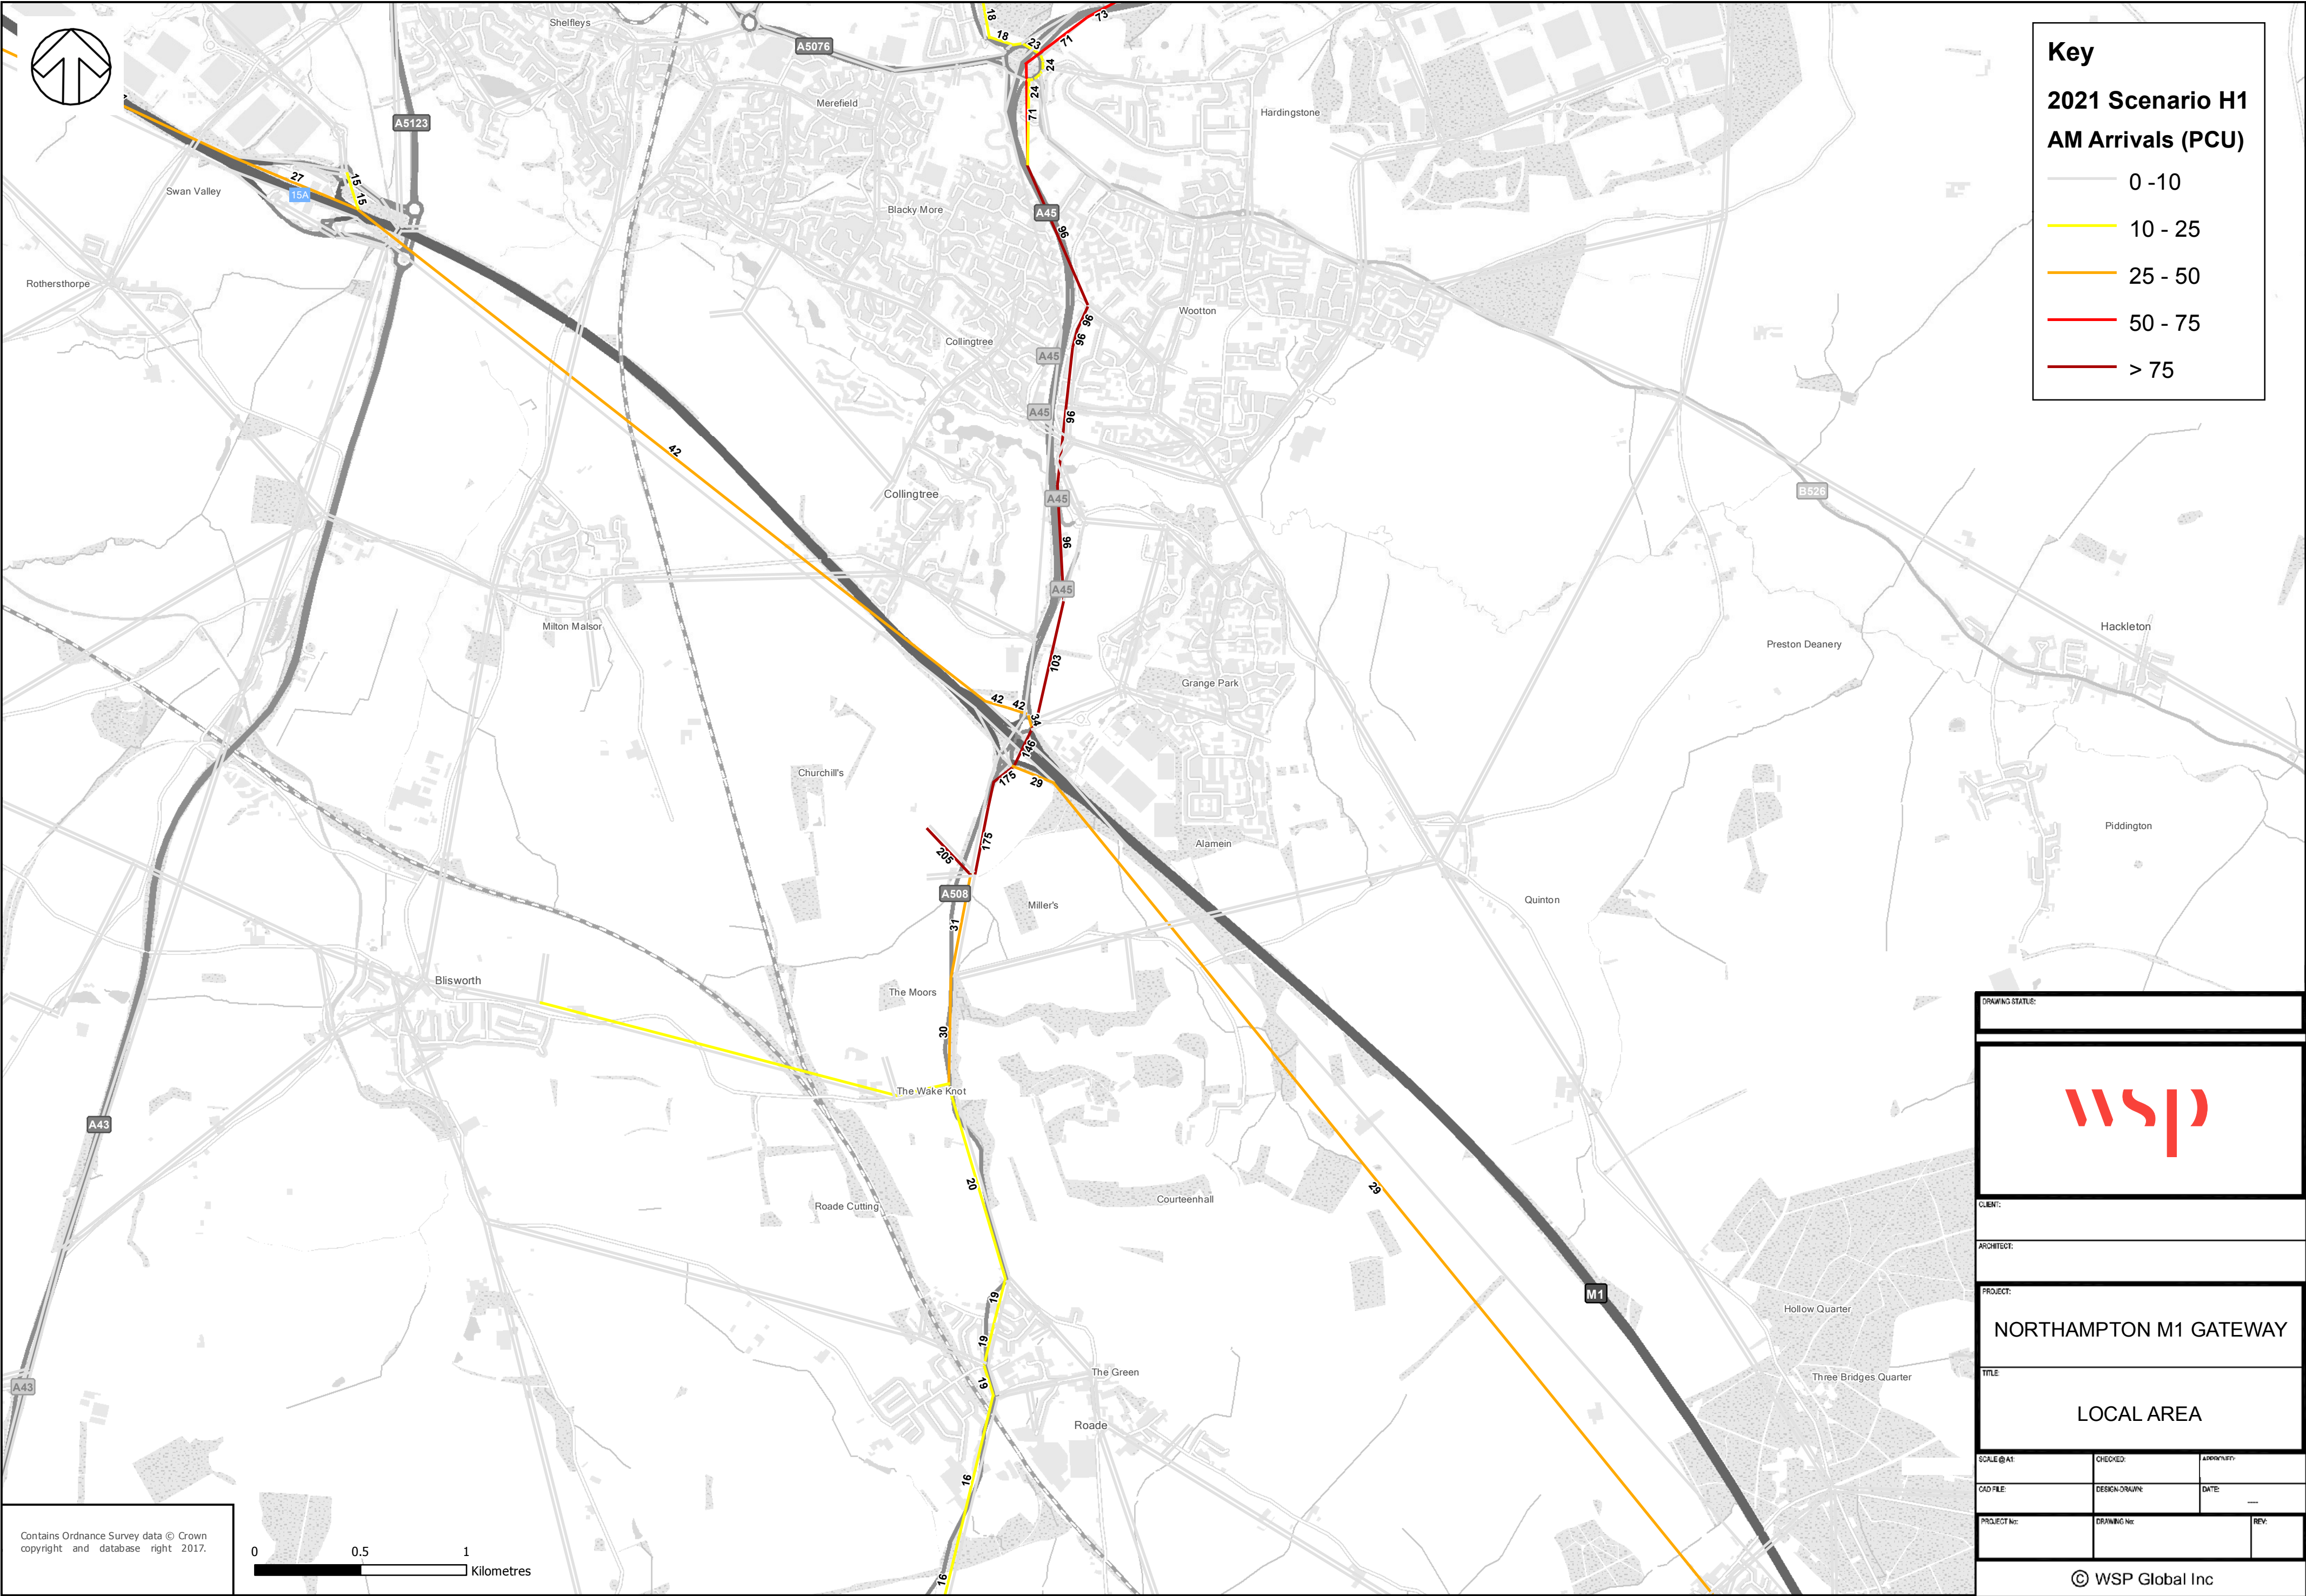 Key
2021 Scenario H1
AM Arrivals (PCU)
0 -10
10 - 25
25 - 50
50 - 75
> 75
Shelfleys
A5076
18
18
23
71
73
24
24
71
Merefield
Hardingstone
A5123
27
15A
15
15
Swan Valley
Blacky More
A45
96
Rothersthorpe
Wootton
96
96
Collingtree
A45
A45
96
42
Collingtree
A45
B526
96
A45
Milton Malsor
Hackleton
Preston Deanery
103
Grange Park
42
42
34
146
Churchill's
175
29
Piddington
175
205
Alamein
A508
Miller's
Quinton
31
Blisworth
The Moors
30
The Wake Knot
A43
20
29
Roade Cutting
Courteenhall
M1
Hollow Quarter
19
19
The Green
Three Bridges Quarter
19
A43
Roade
16
16
DRAWING STATUS:
wsp
CLIENT:
ARCHITECT:
PROJECT:
NORTHAMPTON M1 GATEWAY
TITLE:
LOCAL AREA
SCALE @ A1:
CHECKED:
APPROVED:
CAD FILE:
DESIGN-DRAWN:
DATE:
PROJECT No:
DRAWING No:
REV:
© WSP Global Inc
Contains Ordnance Survey data © Crown
copyright and database right 2017.
0 0.5 1
Kilometres